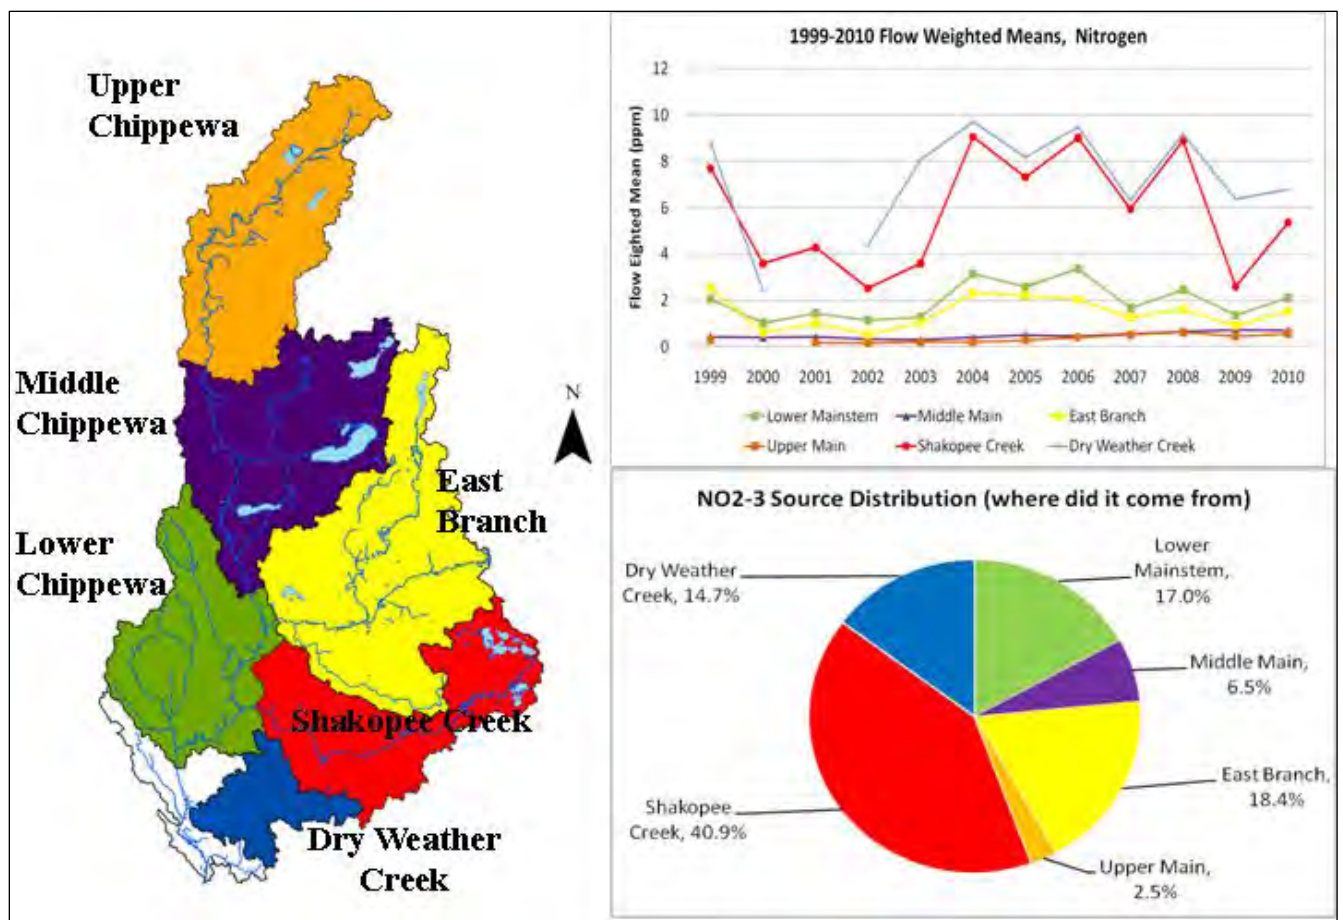 Upper
Chippewa
Middle
Chippewa
Lower
Chippewa
East
Branch
Shakopee Creek
Dry Weather
Creek
N
1999-2010 Flow Weighted Means, Nitrogen
Flow Eighted Mean (ppm)
12
10
8
6
4
2
0
1999 2000 2001 2002 2003 2004 2005 2006 2007 2008 2009 2010
Lower Mainstem Middle Main East Branch
Upper Main Shakopee Creek Dry Weather Creek
NO2-3 Source Distribution (where did it come from)
Dry Weather
Creek, 14.7%
Lower
Mainstem,
17.0%
Middle Main,
6.5%
East Branch,
18.4%
Upper Main,
2.5%
Shakopee
Creek, 40.9%